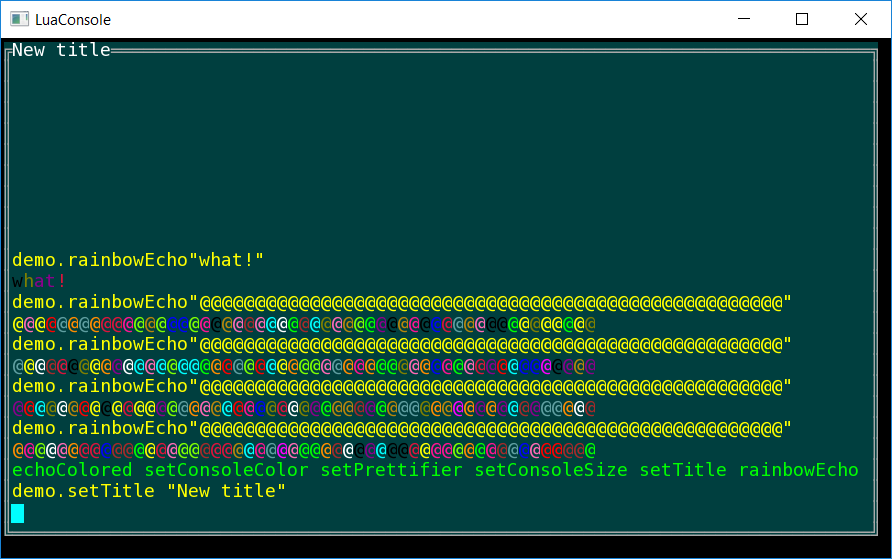 LuaConsole
New title
demo.rainbowEcho"what!"
what!
demo.rainbowEcho"@@@@@@@@@@@@@@@@@@@@@@@@@@@@@@@@@@@@@@@@@@@@@@@@@@@@@"
@@@@@@@@@@@@@@@@@@@@@@@@@@@@@@@@@@@@@@@@@@@@@@@@@@@@@
demo.rainbowEcho"@@@@@@@@@@@@@@@@@@@@@@@@@@@@@@@@@@@@@@@@@@@@@@@@@@@@@"
@@@@@@@@@@@@@@@@@@@@@@@@@@@@@@@@@@@@@@@@@@@@@@@@@@@@@
demo.rainbowEcho"@@@@@@@@@@@@@@@@@@@@@@@@@@@@@@@@@@@@@@@@@@@@@@@@@@@@@"
@@@@@@@@@@@@@@@@@@@@@@@@@@@@@@@@@@@@@@@@@@@@@@@@@@@@@
demo.rainbowEcho"@@@@@@@@@@@@@@@@@@@@@@@@@@@@@@@@@@@@@@@@@@@@@@@@@@@@@"
@@@@@@@@@@@@@@@@@@@@@@@@@@@@@@@@@@@@@@@@@@@@@@@@@@@@@
echoColored setConsoleColor setPrettifier setConsoleSize setTitle rainbowEcho
demo.setTitle "New title"